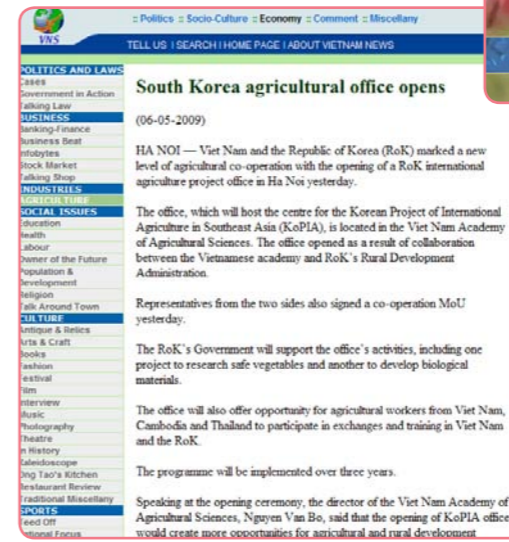 :: Politics :: Socio-Culture :: Economy :: Comment :: Miscellany
VNS
TELL US | SEARCH | HOME PAGE | ABOUT VIETNAM NEWS
POLITICS AND LAWS
Cases
Government in Action
Talking Law
BUSINESS
Banking-Finance
Business Beat
Infobytes
Stock Market
Talking Shop
INDUSTRIES
AGRICULTURE
SOCIAL ISSUES
Education
Health
Labour
Owner of the Future
Population &
Development
Religion
Talk Around Town
CULTURE
Antique & Relics
Arts & Craft
Books
Fashion
Festival
Film
Interview
Music
Photography
Theatre
In History
Kaleidoscope
Ong Tao's Kitchen
Restaurant Review
Traditional Miscellany
SPORTS
National Focus
South Korea agricultural office opens
(06-05-2009)
HA NOI — Viet Nam and the Republic of Korea (RoK) marked a new
level of agricultural co-operation with the opening of a RoK international
agriculture project office in Ha Noi yesterday.
The office, which will host the centre for the Korean Project of International
Agriculture in Southeast Asia (KoPIA), is located in the Viet Nam Academy
of Agricultural Sciences. The office opened as a result of collaboration
between the Vietnamese academy and RoK's Rural Development
Administration.
Representatives from the two sides also signed a co-operation MoU
yesterday.
The RoK's Government will support the office's activities, including one
project to research safe vegetables and another to develop biological
materials.
The office will also offer opportunity for agricultural workers from Viet Nam,
Cambodia and Thailand to participate in exchanges and training in Viet Nam
and the RoK.
The programme will be implemented over three years.
Speaking at the opening ceremony, the director of the Viet Nam Academy of
Agricultural Sciences, Nguyen Van Bo, said that the opening of KoPIA office
would create more opportunities for agricultural and rural development